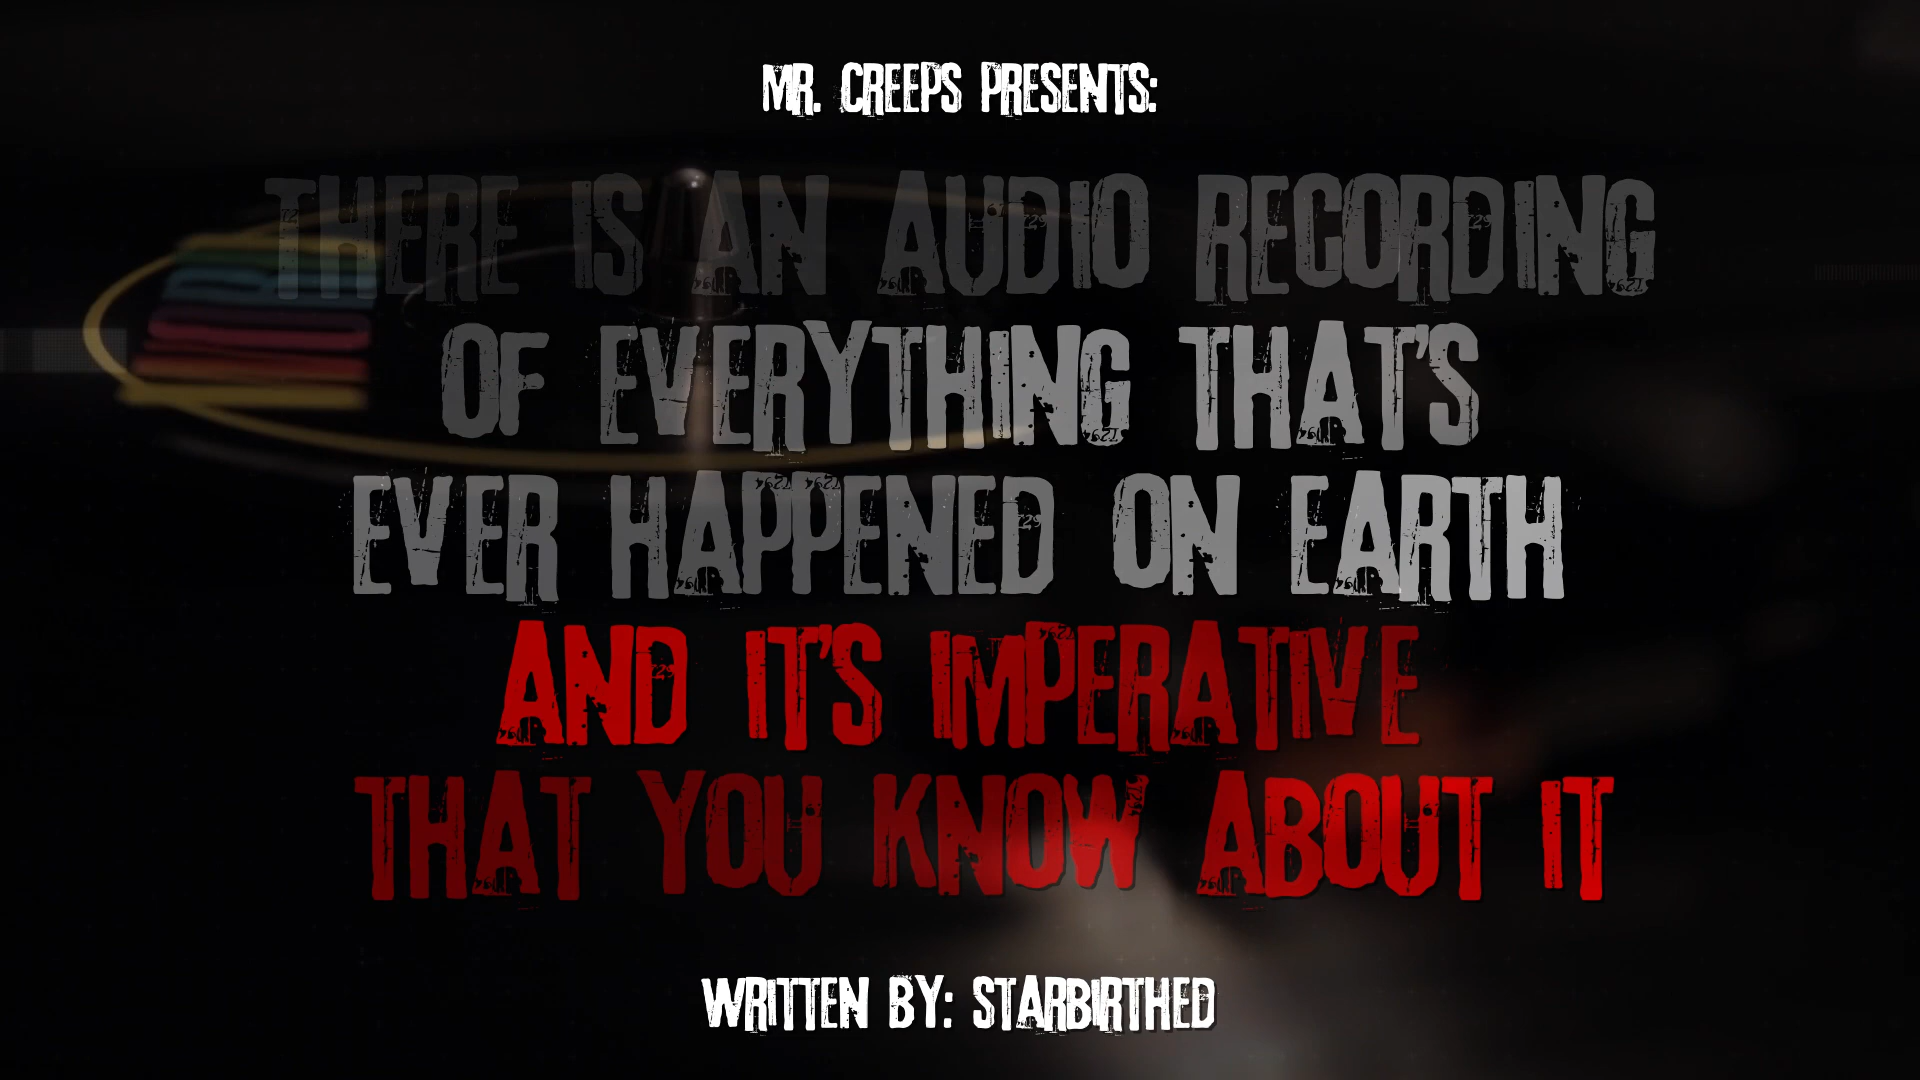 MR. CREEPS PRESENTS:
THERE IS AN AUDIO RECORDING
OF EVERYTHING THAT'S
EVER HAPPENED ON EARTH
AND IT'S IMPERATIVE
THAT YOU KNOW ABOUT IT
WRITTEN BY: STARBIRTHED